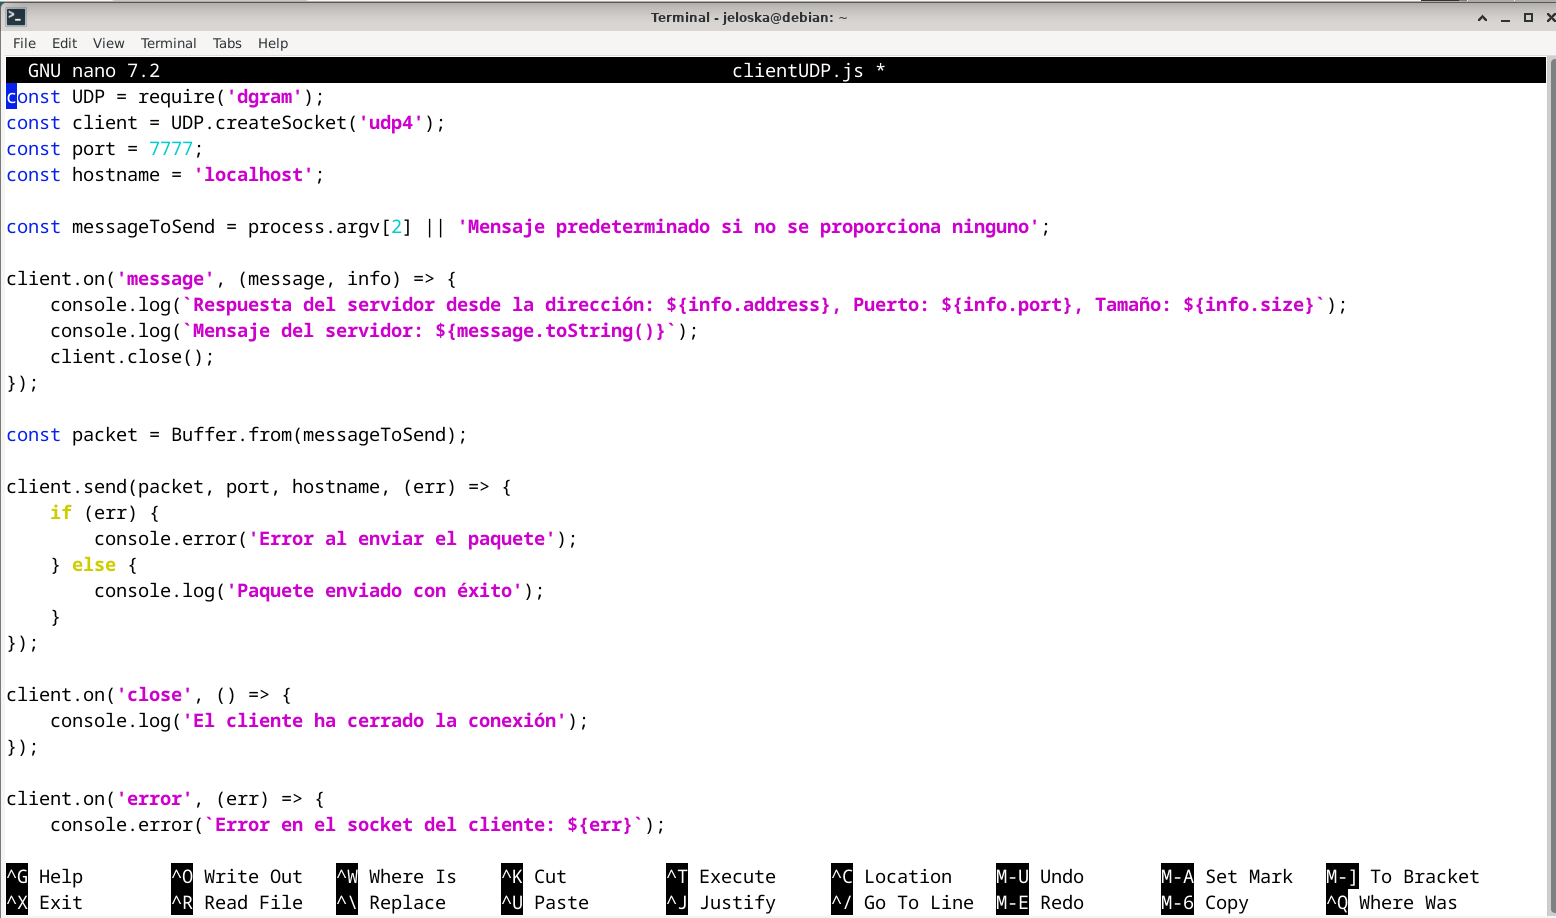 Terminal - jeloska@debian: ~
File Edit View Terminal Tabs Help
GNU nano 7.2 clientUDP.js *
const UDP = require('dgram');
const client = UDP.createSocket('udp4');
const port = 7777;
const hostname = 'localhost';
const messageToSend = process.argv[2] || 'Mensaje predeterminado si no se proporciona ninguno';
client.on('message', (message, info) => {
    console.log(`Respuesta del servidor desde la dirección: ${info.address}, Puerto: ${info.port}, Tamaño: ${info.size}`);
    console.log(`Mensaje del servidor: ${message.toString()}`);
    client.close();
});
const packet = Buffer.from(messageToSend);
client.send(packet, port, hostname, (err) => {
    if (err) {
        console.error('Error al enviar el paquete');
    } else {
        console.log('Paquete enviado con éxito');
    }
});
client.on('close', () => {
    console.log('El cliente ha cerrado la conexión');
});
client.on('error', (err) => {
    console.error(`Error en el socket del cliente: ${err}`);
^G Help ^O Write Out ^W Where Is ^K Cut ^T Execute ^C Location M-U Undo M-A Set Mark M-] To Bracket
^X Exit ^R Read File ^\ Replace ^U Paste ^J Justify ^/ Go To Line M-E Redo M-6 Copy ^Q Where Was